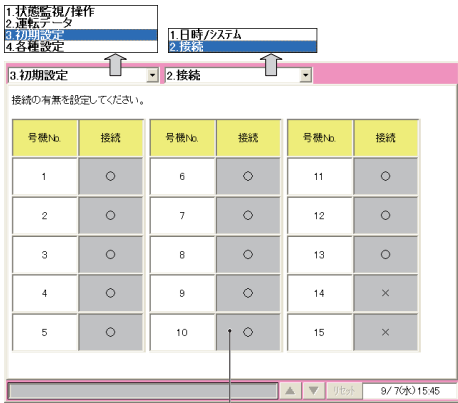 1.状態監視/操作
2.運転データ
3.初期設定
4.各種設定
1.日時/システム
2.接続
3.初期設定 2.接続
接続の有無を設定してください。
号機No. 接続 号機No. 接続 号機No. 接続
1 ○ 6 ○ 11 ○
2 ○ 7 ○ 12 ○
3 ○ 8 ○ 13 ○
4 ○ 9 ○ 14 ×
5 ○ 10 ○ 15 ×
▲ ▼ リセット 9/ 7(水) 15:45